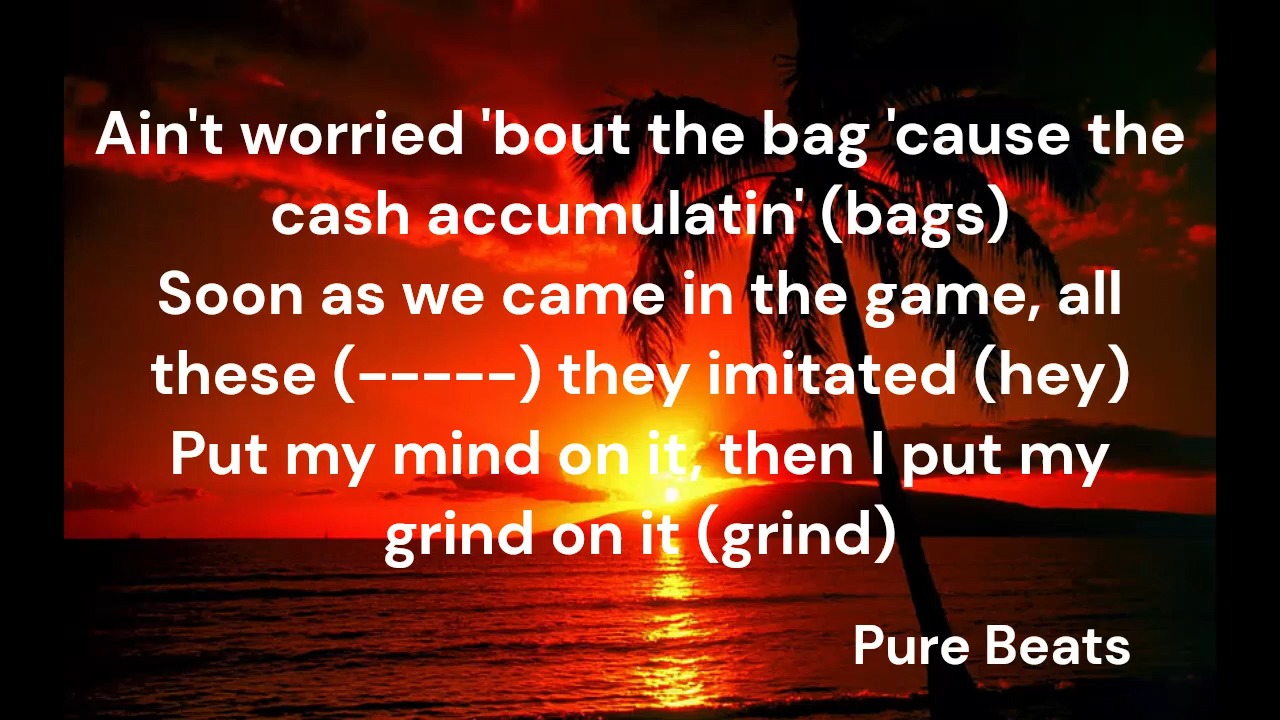 Ain't worried 'bout the bag 'cause the
cash accumulatin' (bags)
Soon as we came in the game, all
these (-----) they imitated (hey)
Put my mind on it, then I put my
grind on it (grind)
Pure Beats